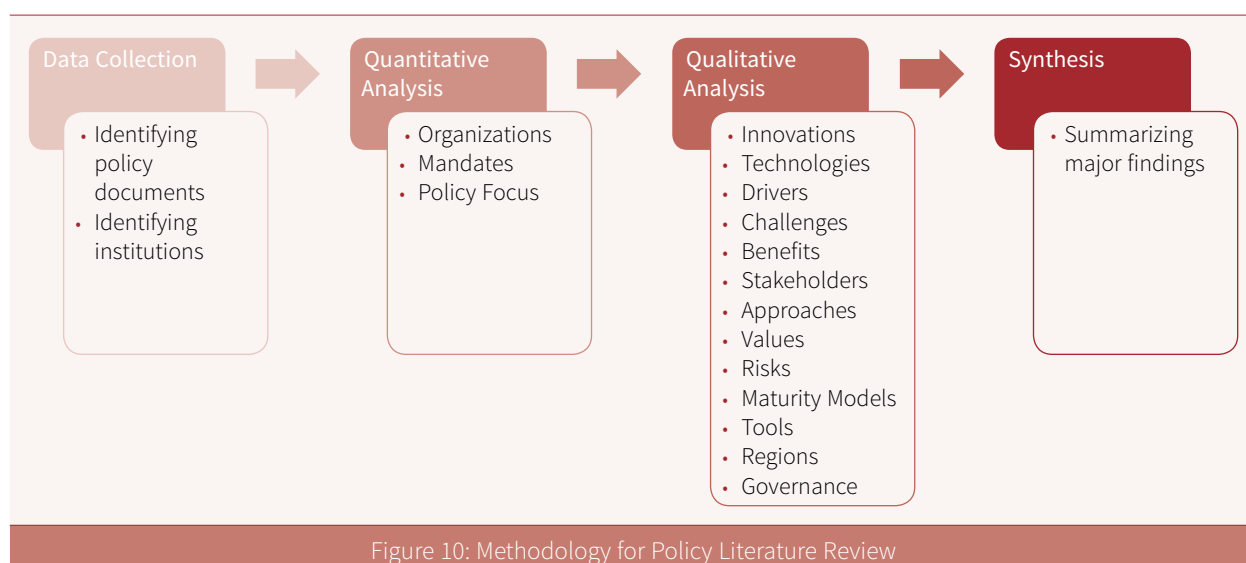 Data Collection
• Identifying
policy
documents
• Identifying
institutions
Quantitative
Analysis
• Organizations
• Mandates
• Policy Focus
Qualitative
Analysis
• Innovations
• Technologies
• Drivers
• Challenges
• Benefits
• Stakeholders
• Approaches
• Values
• Risks
• Maturity Models
• Tools
• Regions
• Governance
Synthesis
• Summarizing
major findings
Figure 10: Methodology for Policy Literature Review